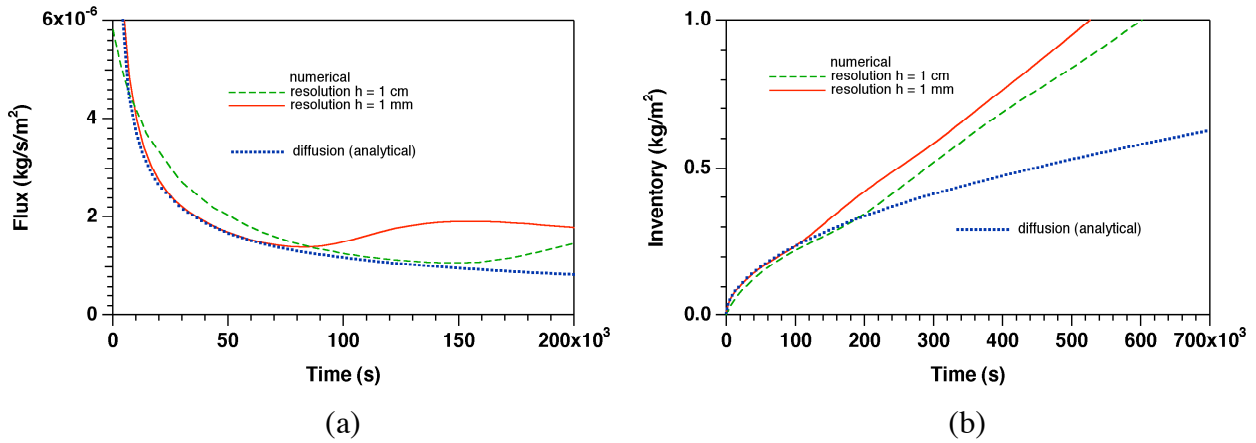 6x10⁻⁶
4
2
0
Flux (kg/s/m²)
numerical
resolution h = 1 cm
resolution h = 1 mm
diffusion (analytical)
0 50 100 150 200x10³
Time (s)
(a)
1.0
0.5
0.0
Inventory (kg/m²)
numerical
resolution h = 1 cm
resolution h = 1 mm
diffusion (analytical)
0 100 200 300 400 500 600 700x10³
Time (s)
(b)